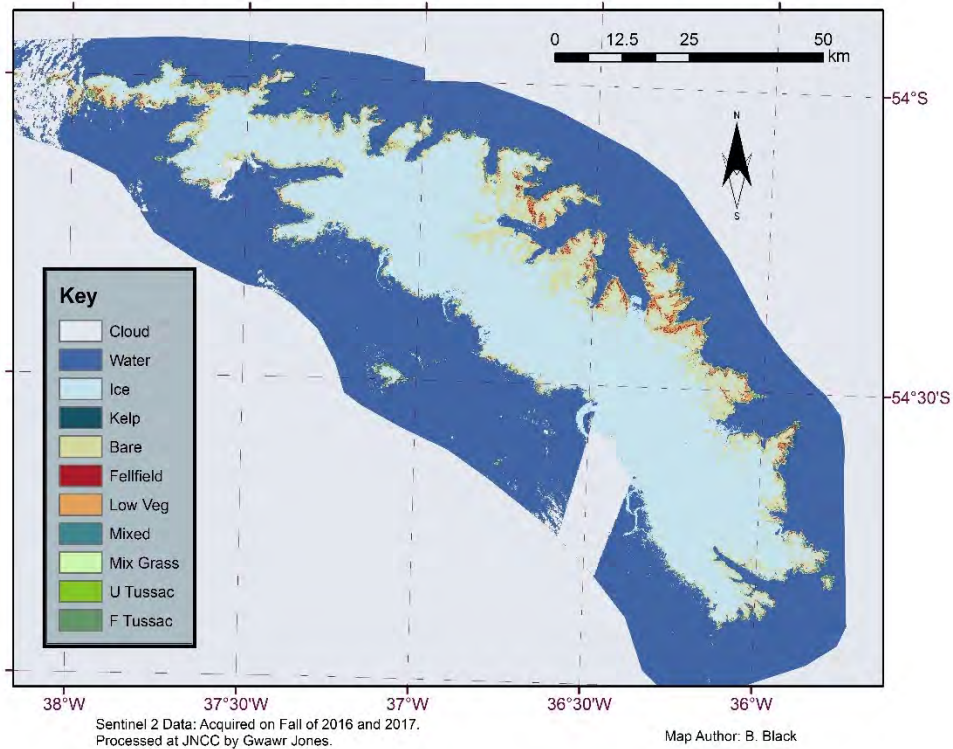 0 12.5 25 50
km
54°S
N
S
Key
Cloud
Water
Ice
Kelp
Bare
Fellfield
Low Veg
Mixed
Mix Grass
U Tussac
F Tussac
54°30'S
38°W 37°30'W 37°W 36°30'W 36°W
Sentinel 2 Data: Acquired on Fall of 2016 and 2017.
Processed at JNCC by Gwawr Jones.
Map Author: B. Black